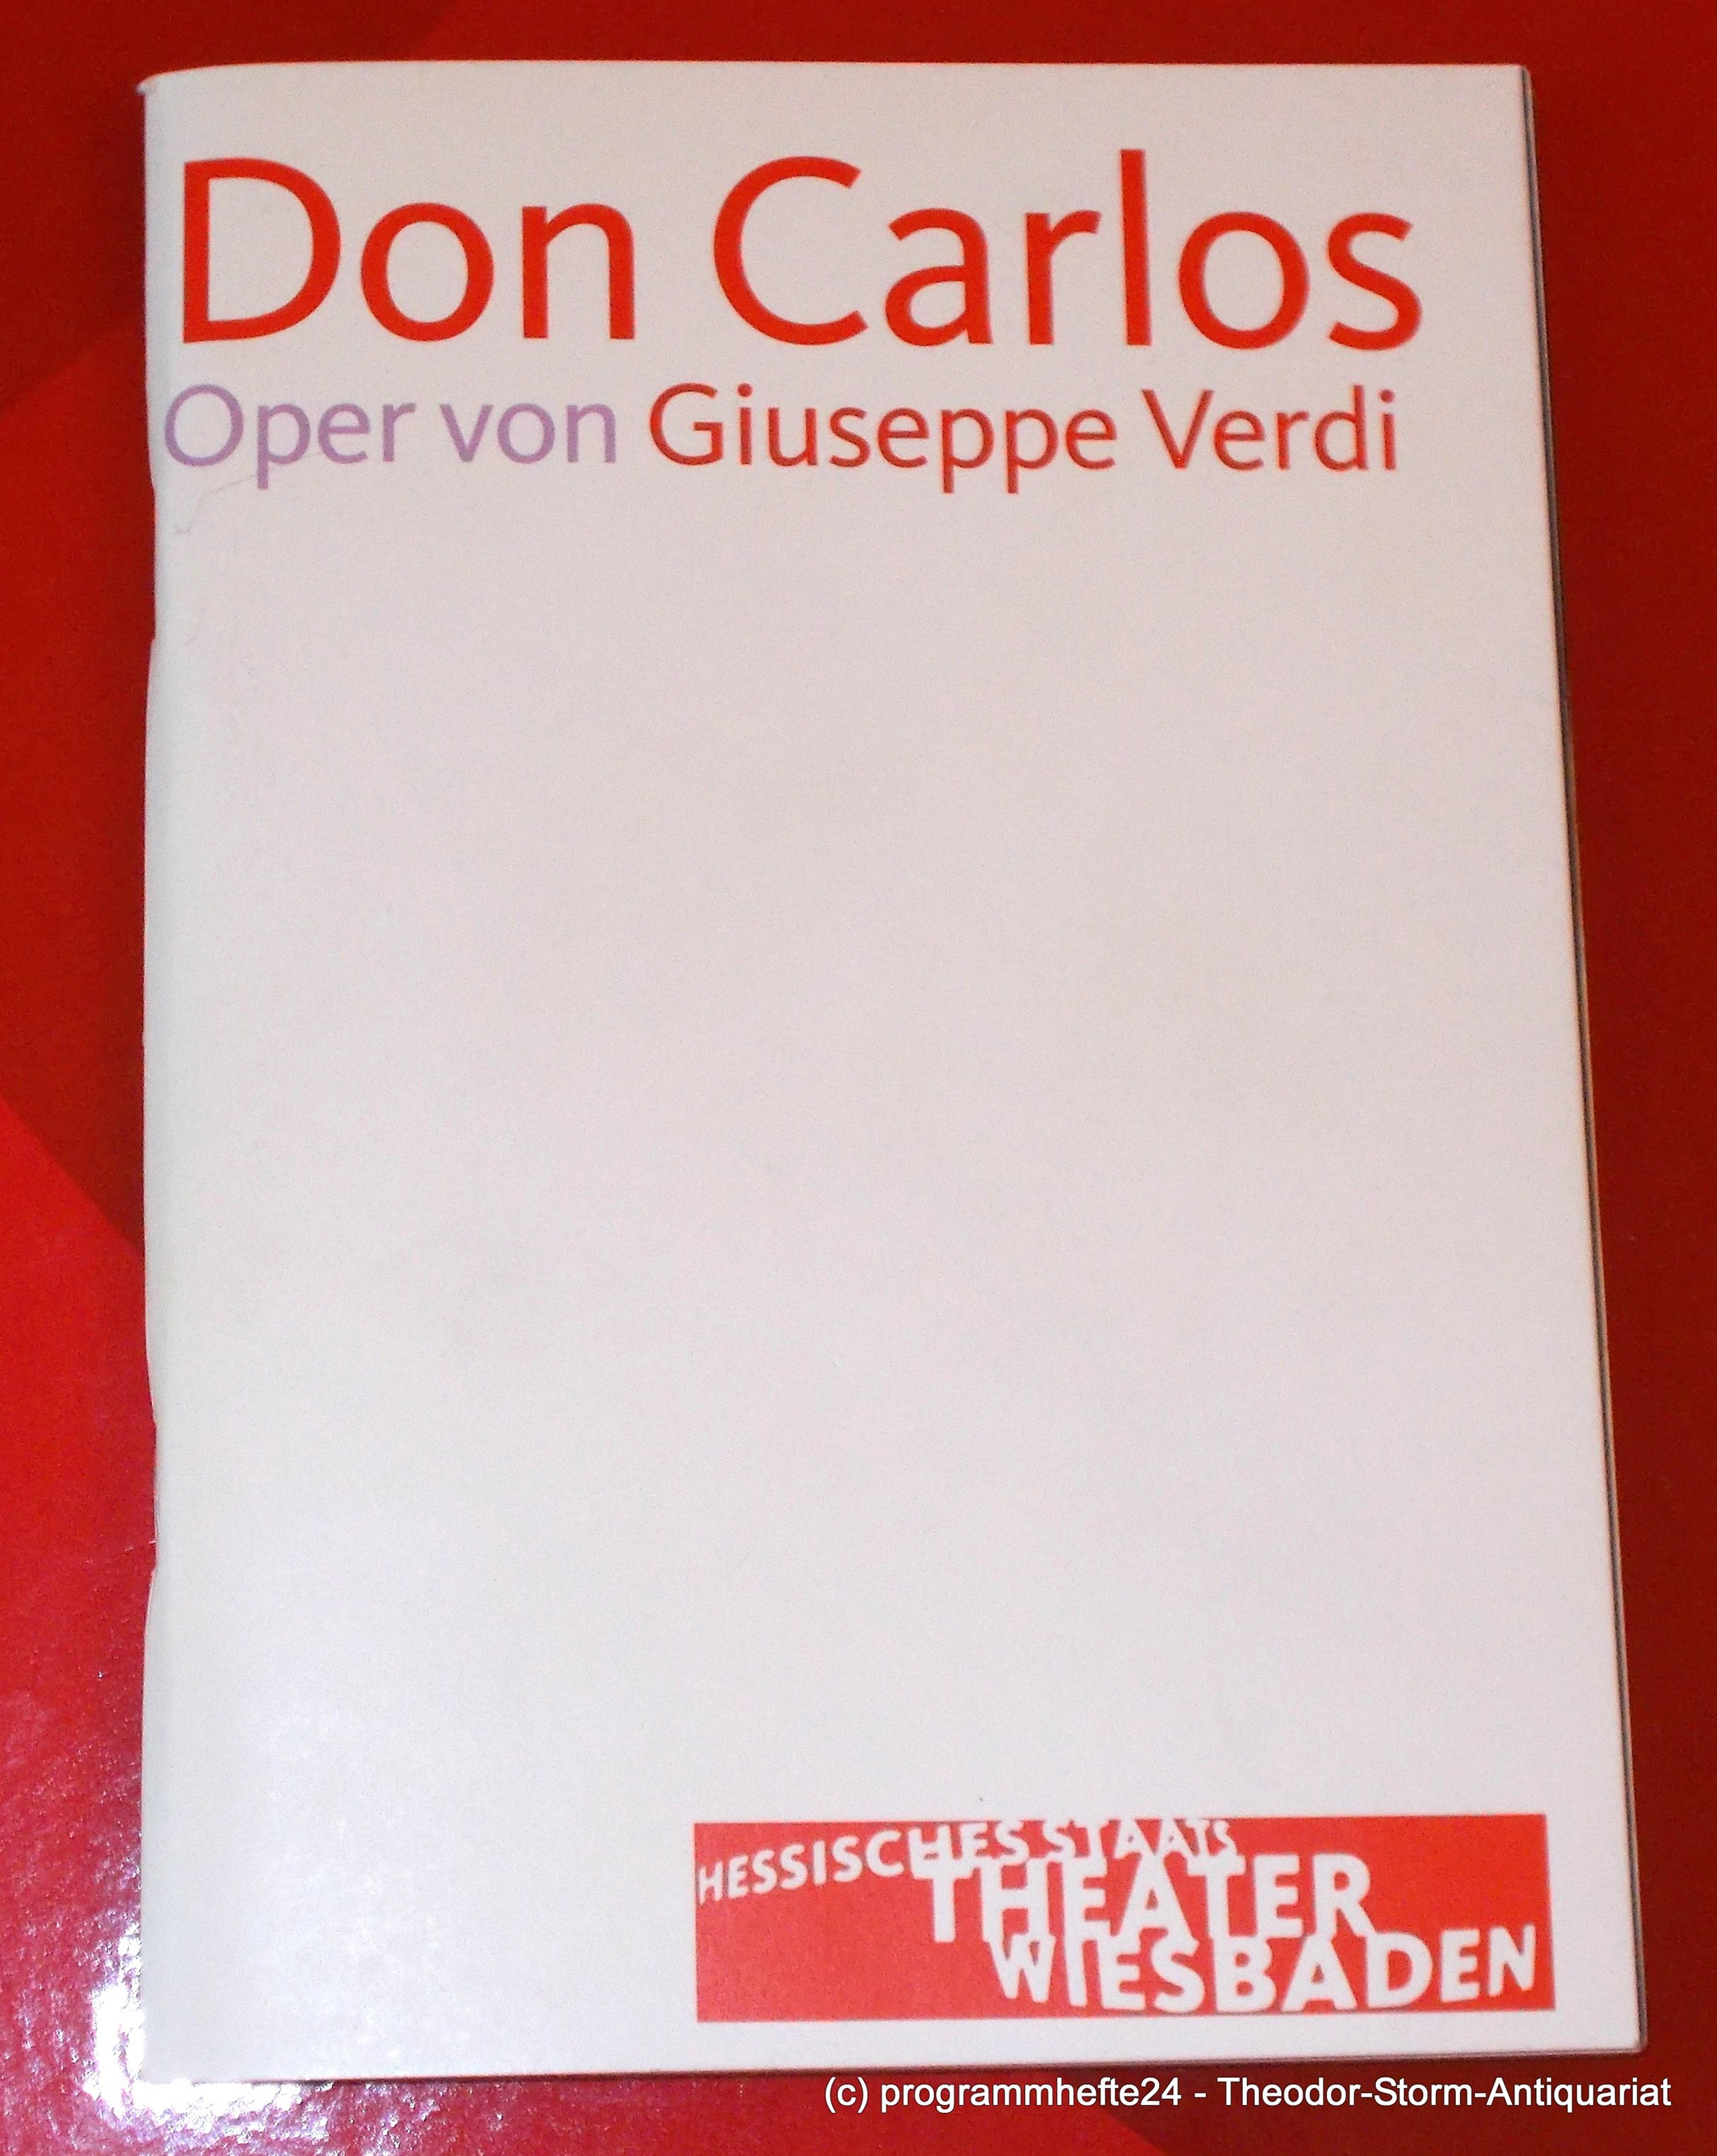 Don Carlos
Oper von Giuseppe Verdi
HESSISCHES STAATS
THEATER
WIESBADEN
(c) programmhefte24 - Theodor-Storm-Antiquariat